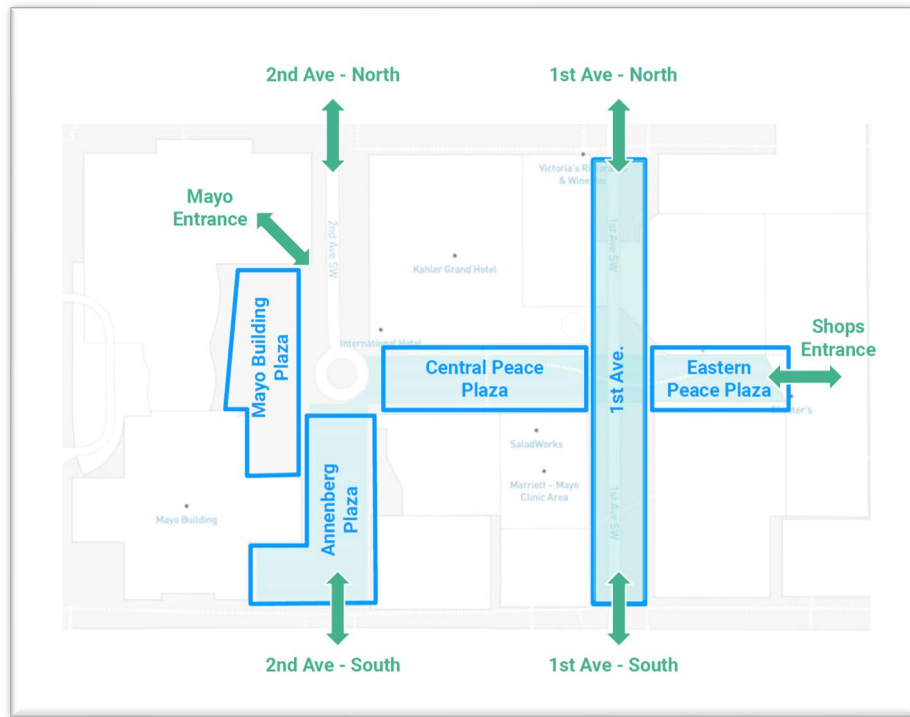 2nd Ave - North
1st Ave - North
Victoria's
& Wine
Mayo
Entrance
2nd Ave SW
1st Ave SW
Kahler Grand Hotel
Mayo Building
Plaza
Shops
Entrance
International Hotel
Central Peace
Plaza
1st Ave.
Eastern
Peace Plaza
SaladWorks
Annenberg
Plaza
Marriott - Mayo
Clinic Area
1st Ave SW
Mayo Building
2nd Ave - South
1st Ave - South